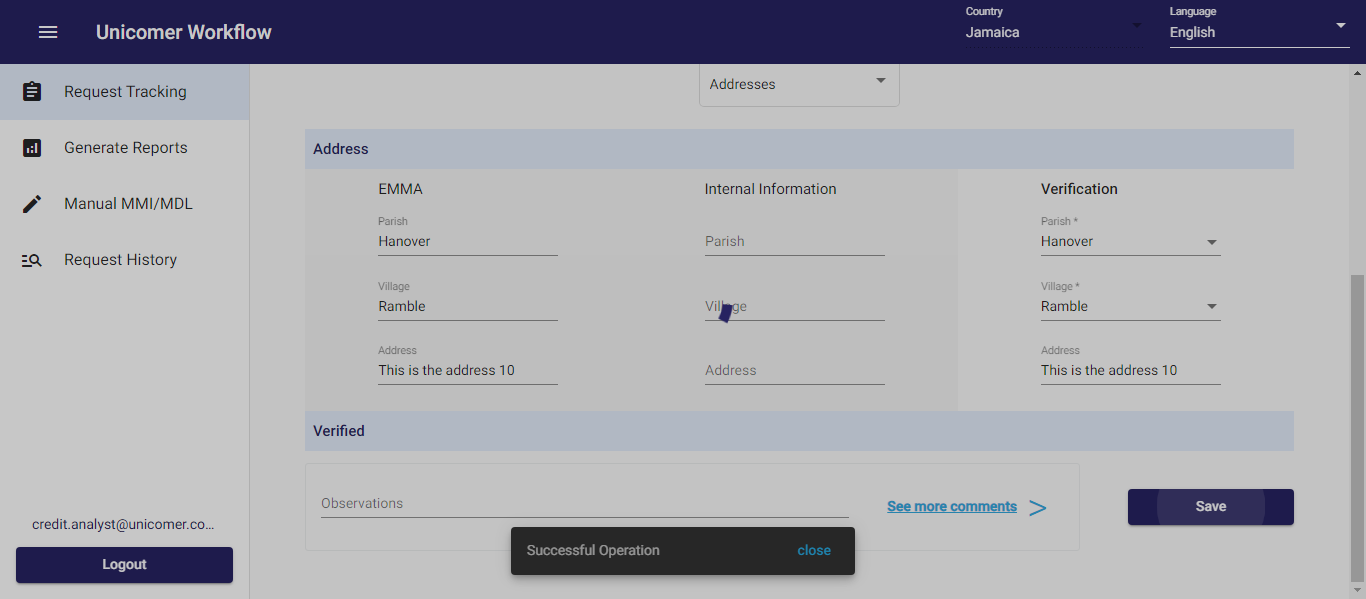 Unicomer Workflow
Country
Jamaica
Language
English
Request Tracking
Generate Reports
Manual MMI/MDL
Request History
credit.analyst@unicomer.co...
Logout
Addresses
Address
EMMA
Internal Information
Verification
Parish
Hanover
Parish
Parish *
Hanover
Village
Ramble
Village
Village *
Ramble
Address
This is the address 10
Address
Address
This is the address 10
Verified
Observations
See more comments >
Save
Successful Operation
close